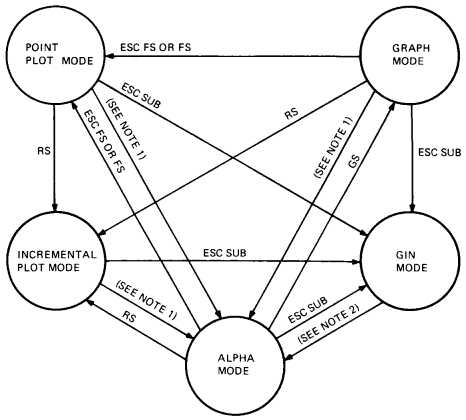 POINT
PLOT MODE
ESC FS OR FS
GRAPH
MODE
ESC SUB
(SEE NOTE 1)
ESC FS OR FS
RS
RS
(SEE NOTE 1)
GS
ESC SUB
INCREMENTAL
PLOT MODE
ESC SUB
GIN
MODE
(SEE NOTE 1)
RS
ESC SUB
(SEE NOTE 2)
ALPHA
MODE